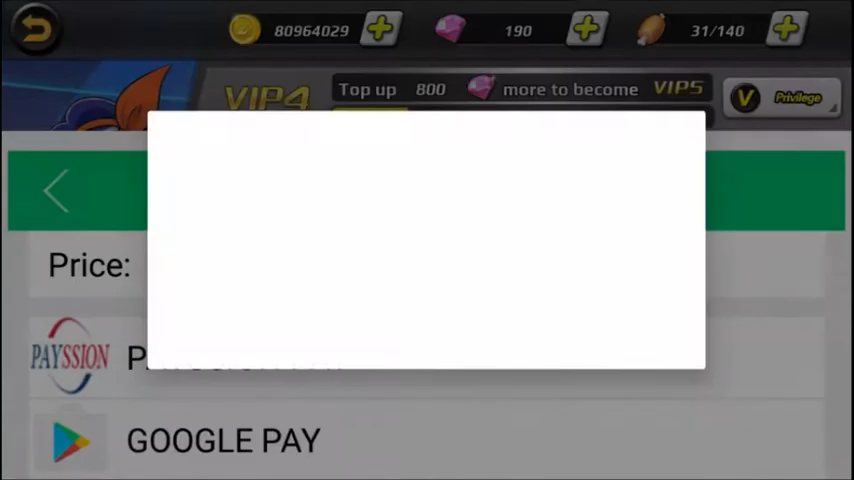 80964029
190
31/140
VIP4
Top up 800 more to become VIP5
V
Privilege
Price:
PAYSSION
GOOGLE PAY